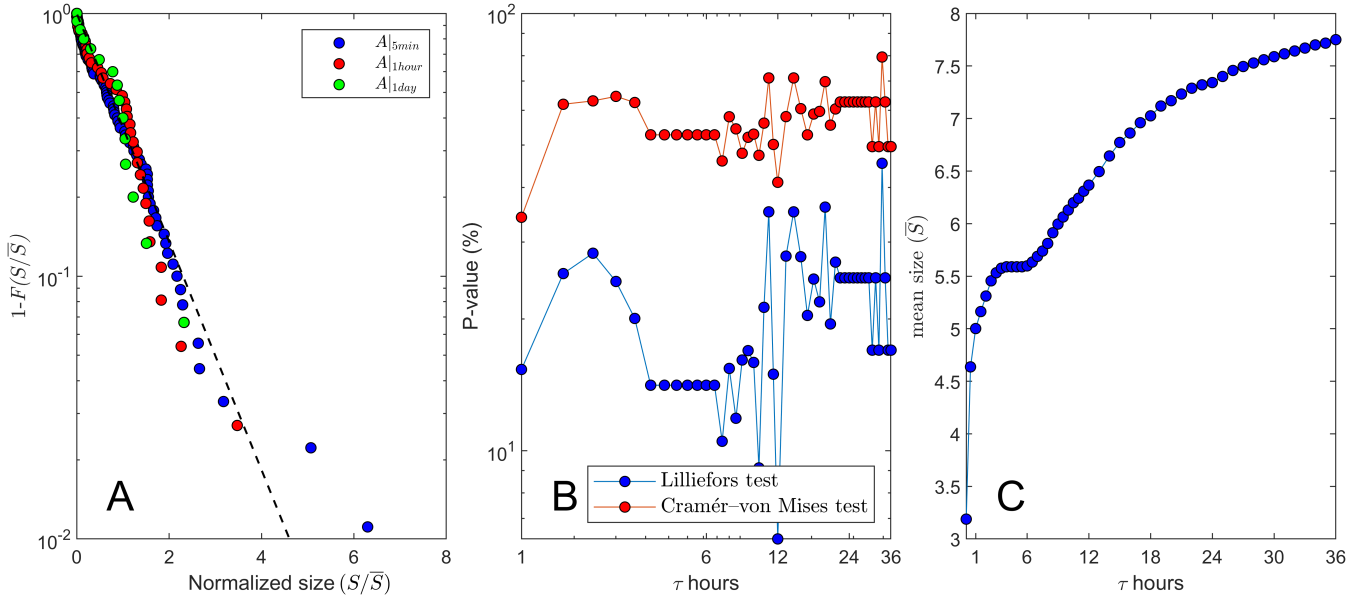 10^0
10^-1
10^-2
1-F(S/S̅)
0
2
4
6
8
Normalized size (S/S̅)
A|5min
A|1hour
A|1day
A
10^2
10^1
P-value (%)
1
6
12
24
36
τ hours
Lilliefors test
Cramér–von Mises test
B
8
7.5
7
6.5
6
5.5
5
4.5
4
3.5
3
mean size (S̅)
1
6
12
18
24
30
36
τ hours
C